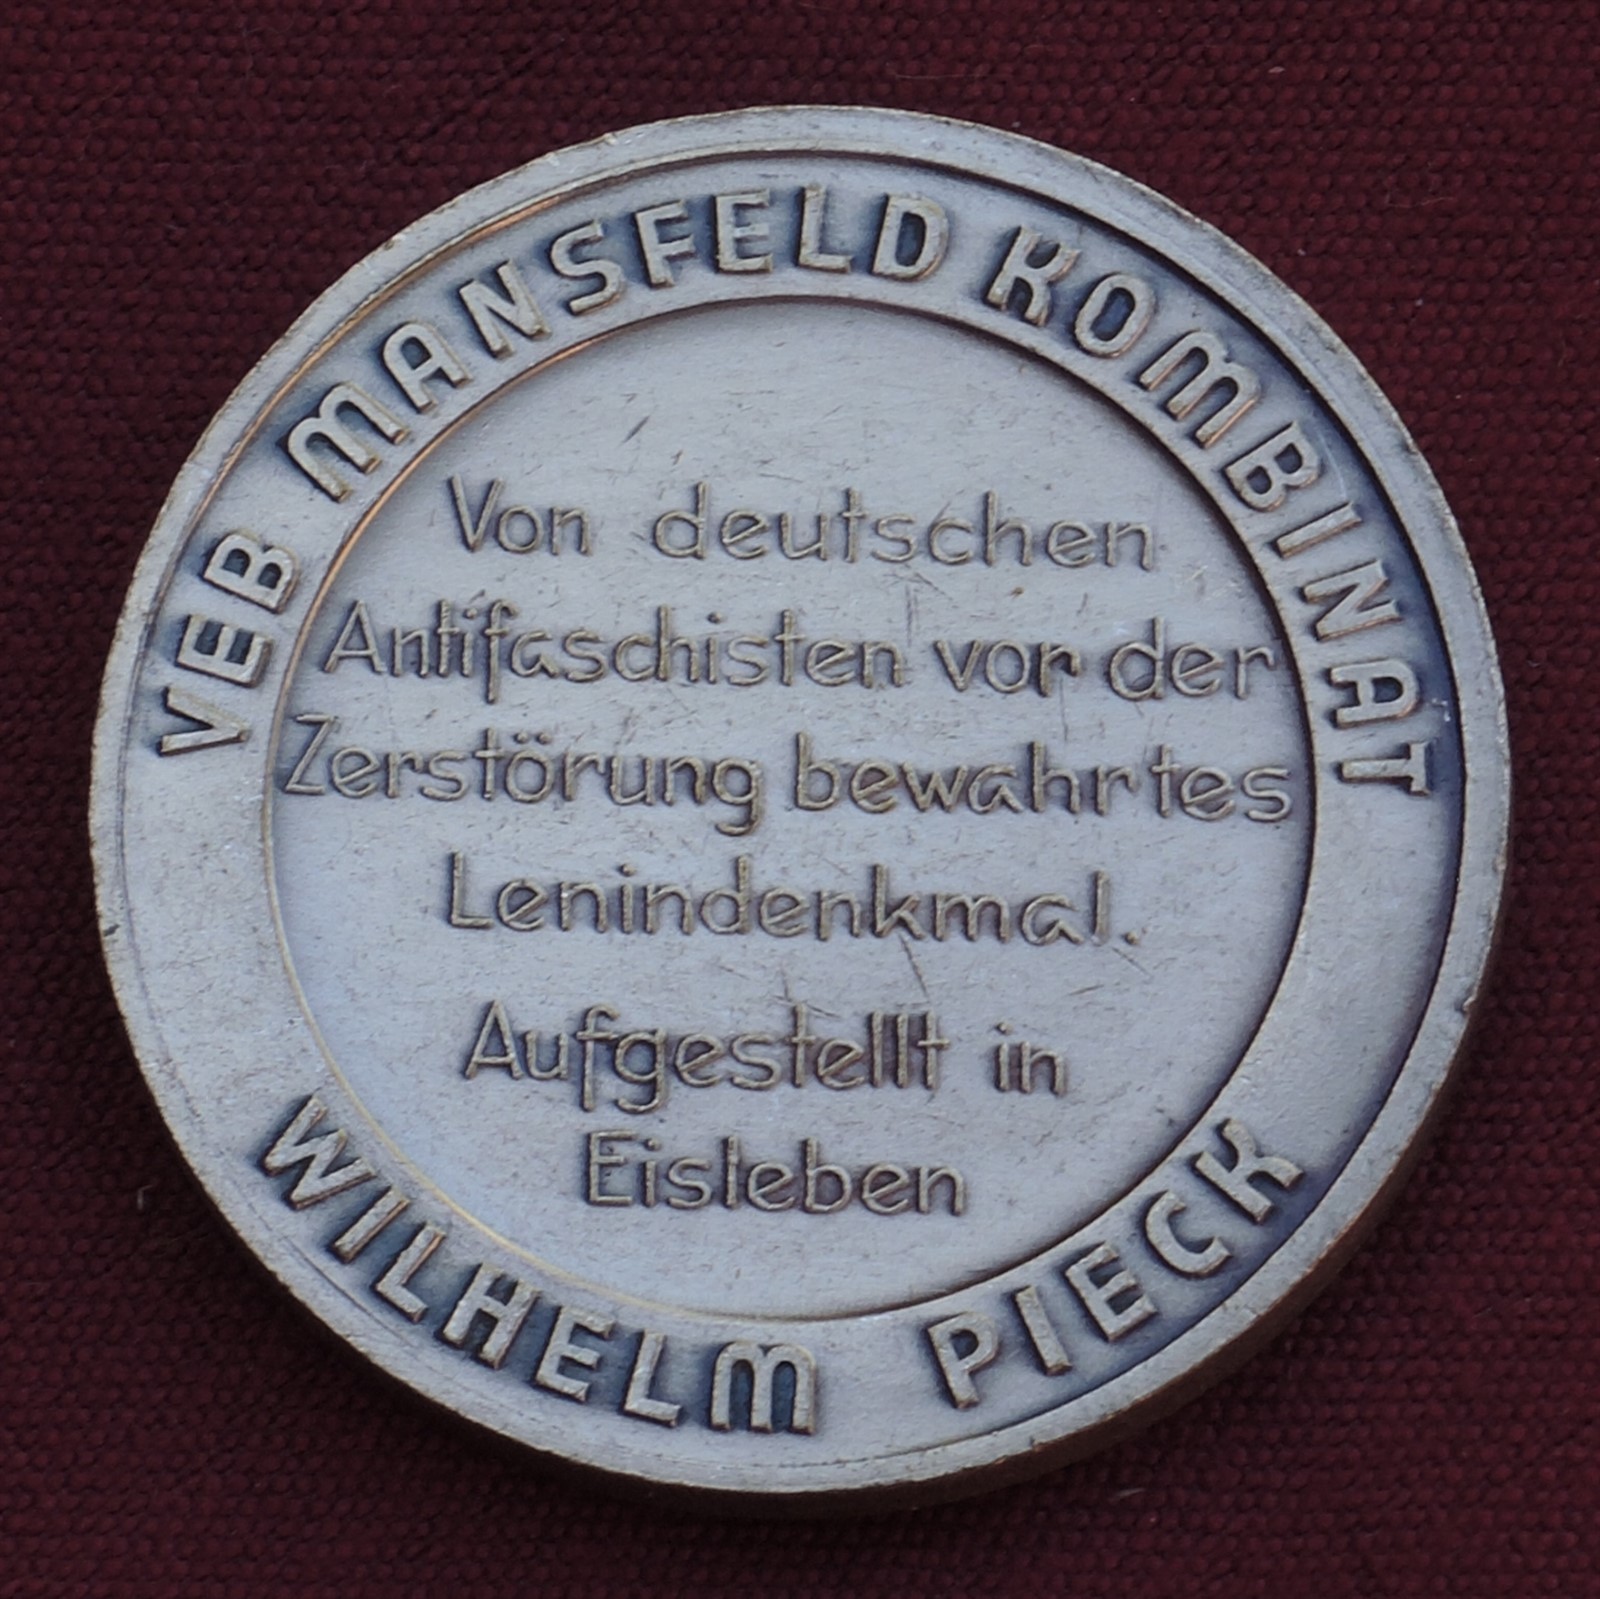 VEB MANSFELD KOMBINAT
Von deutschen
Antifaschisten vor der
Zerstörung bewahrtes
Lenindenkmal.
Aufgestellt in
Eisleben
WILHELM PIECK